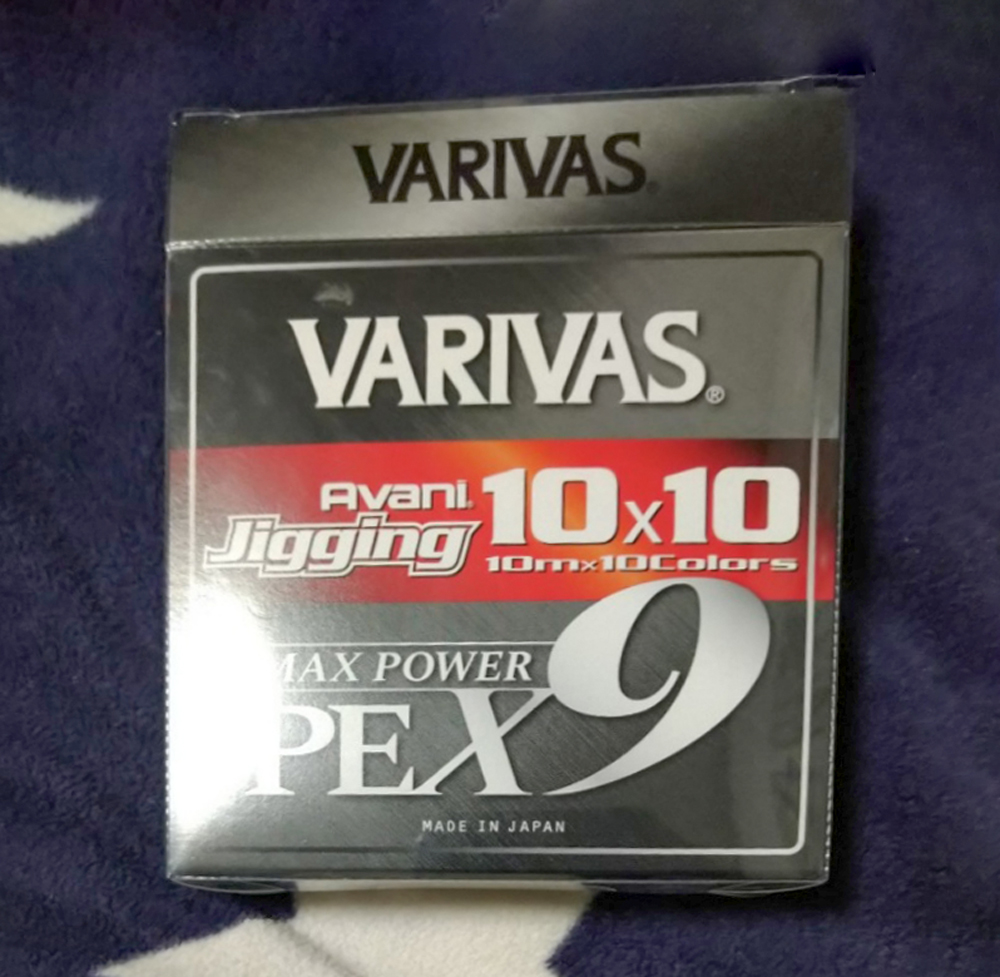 VARIVAS®
VARIVAS®
Avani® 10x10
Jigging 10m×10Colors
MAX POWER
PE X9
MADE IN JAPAN